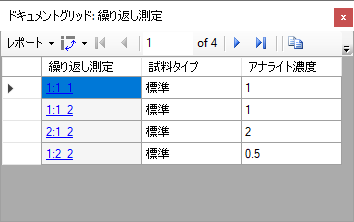 ドキュメントグリッド: 繰り返し測定
レポート 1 of 4
繰り返し測定 試料タイプ アナライト濃度
1:1_1 標準 1
1:1_2 標準 1
2:1_2 標準 2
1:2_2 標準 0.5